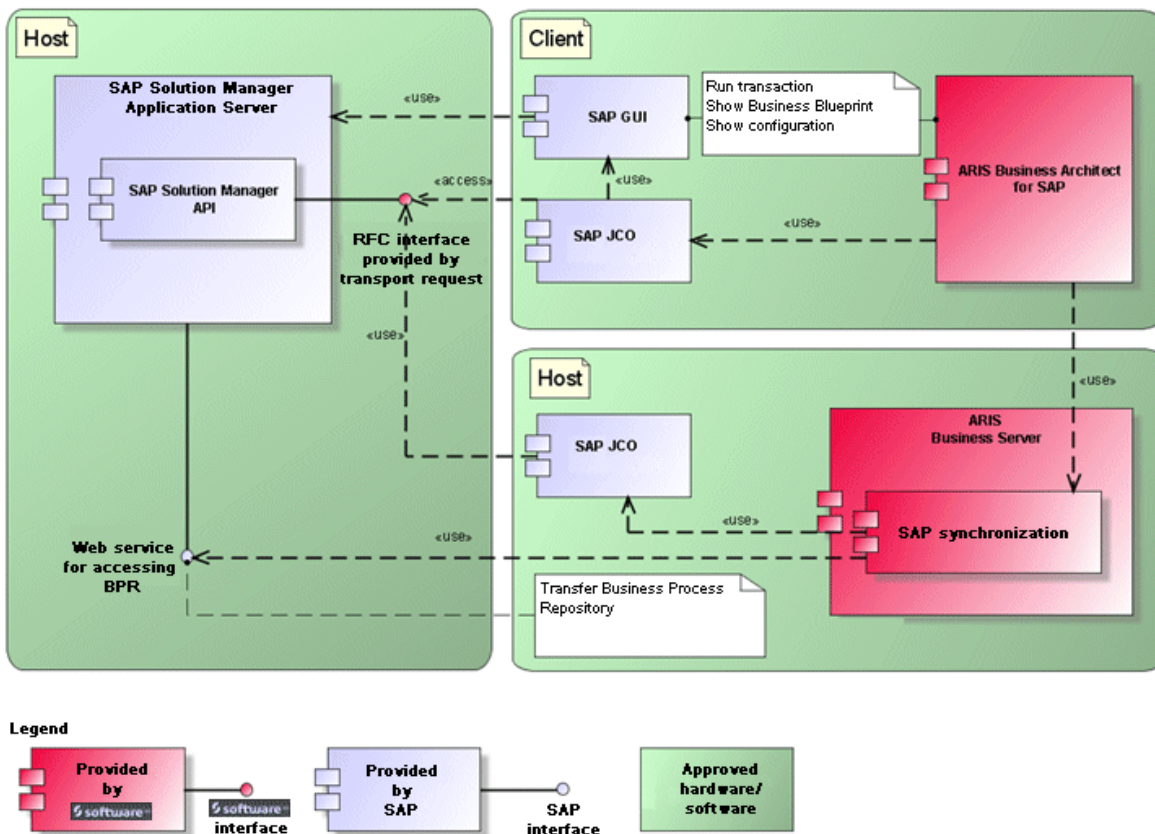 Host
SAP Solution Manager
Application Server
SAP Solution Manager
API
«use»
«access»
RFC interface
provided by
transport request
«use»
Web service
for accessing
BPR
Client
SAP GUI
Run transaction
Show Business Blueprint
Show configuration
ARIS Business Architect
for SAP
«use»
SAP JCO
«use»
«use»
Host
SAP JCO
ARIS
Business Server
SAP synchronization
«use»
«use»
Transfer Business Process
Repository
Legend
Provided
by
software
software
interface
Provided
by
SAP
SAP
interface
Approved
hardware/
software